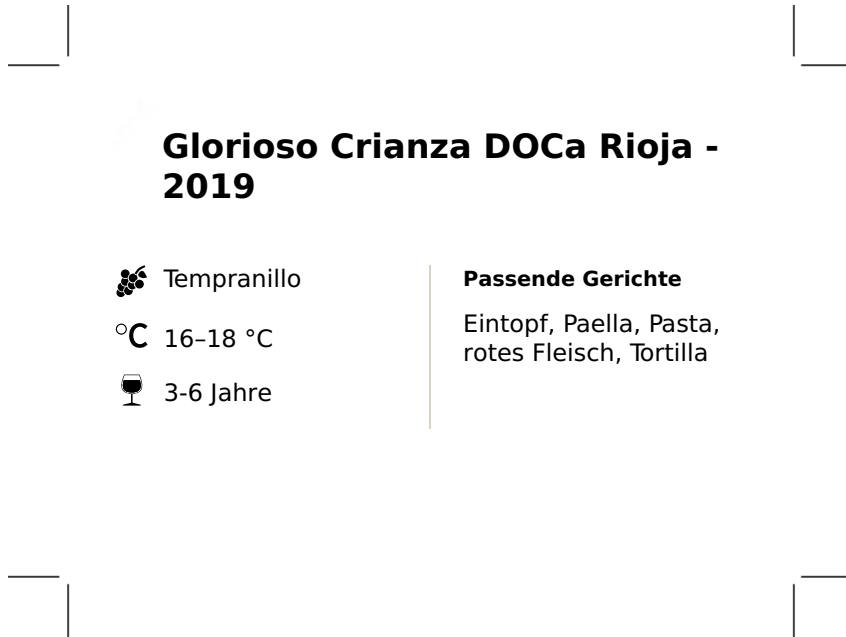 Glorioso Crianza DOCa Rioja -
2019
Tempranillo
°C 16–18 °C
3-6 Jahre
Passende Gerichte
Eintopf, Paella, Pasta,
rotes Fleisch, Tortilla